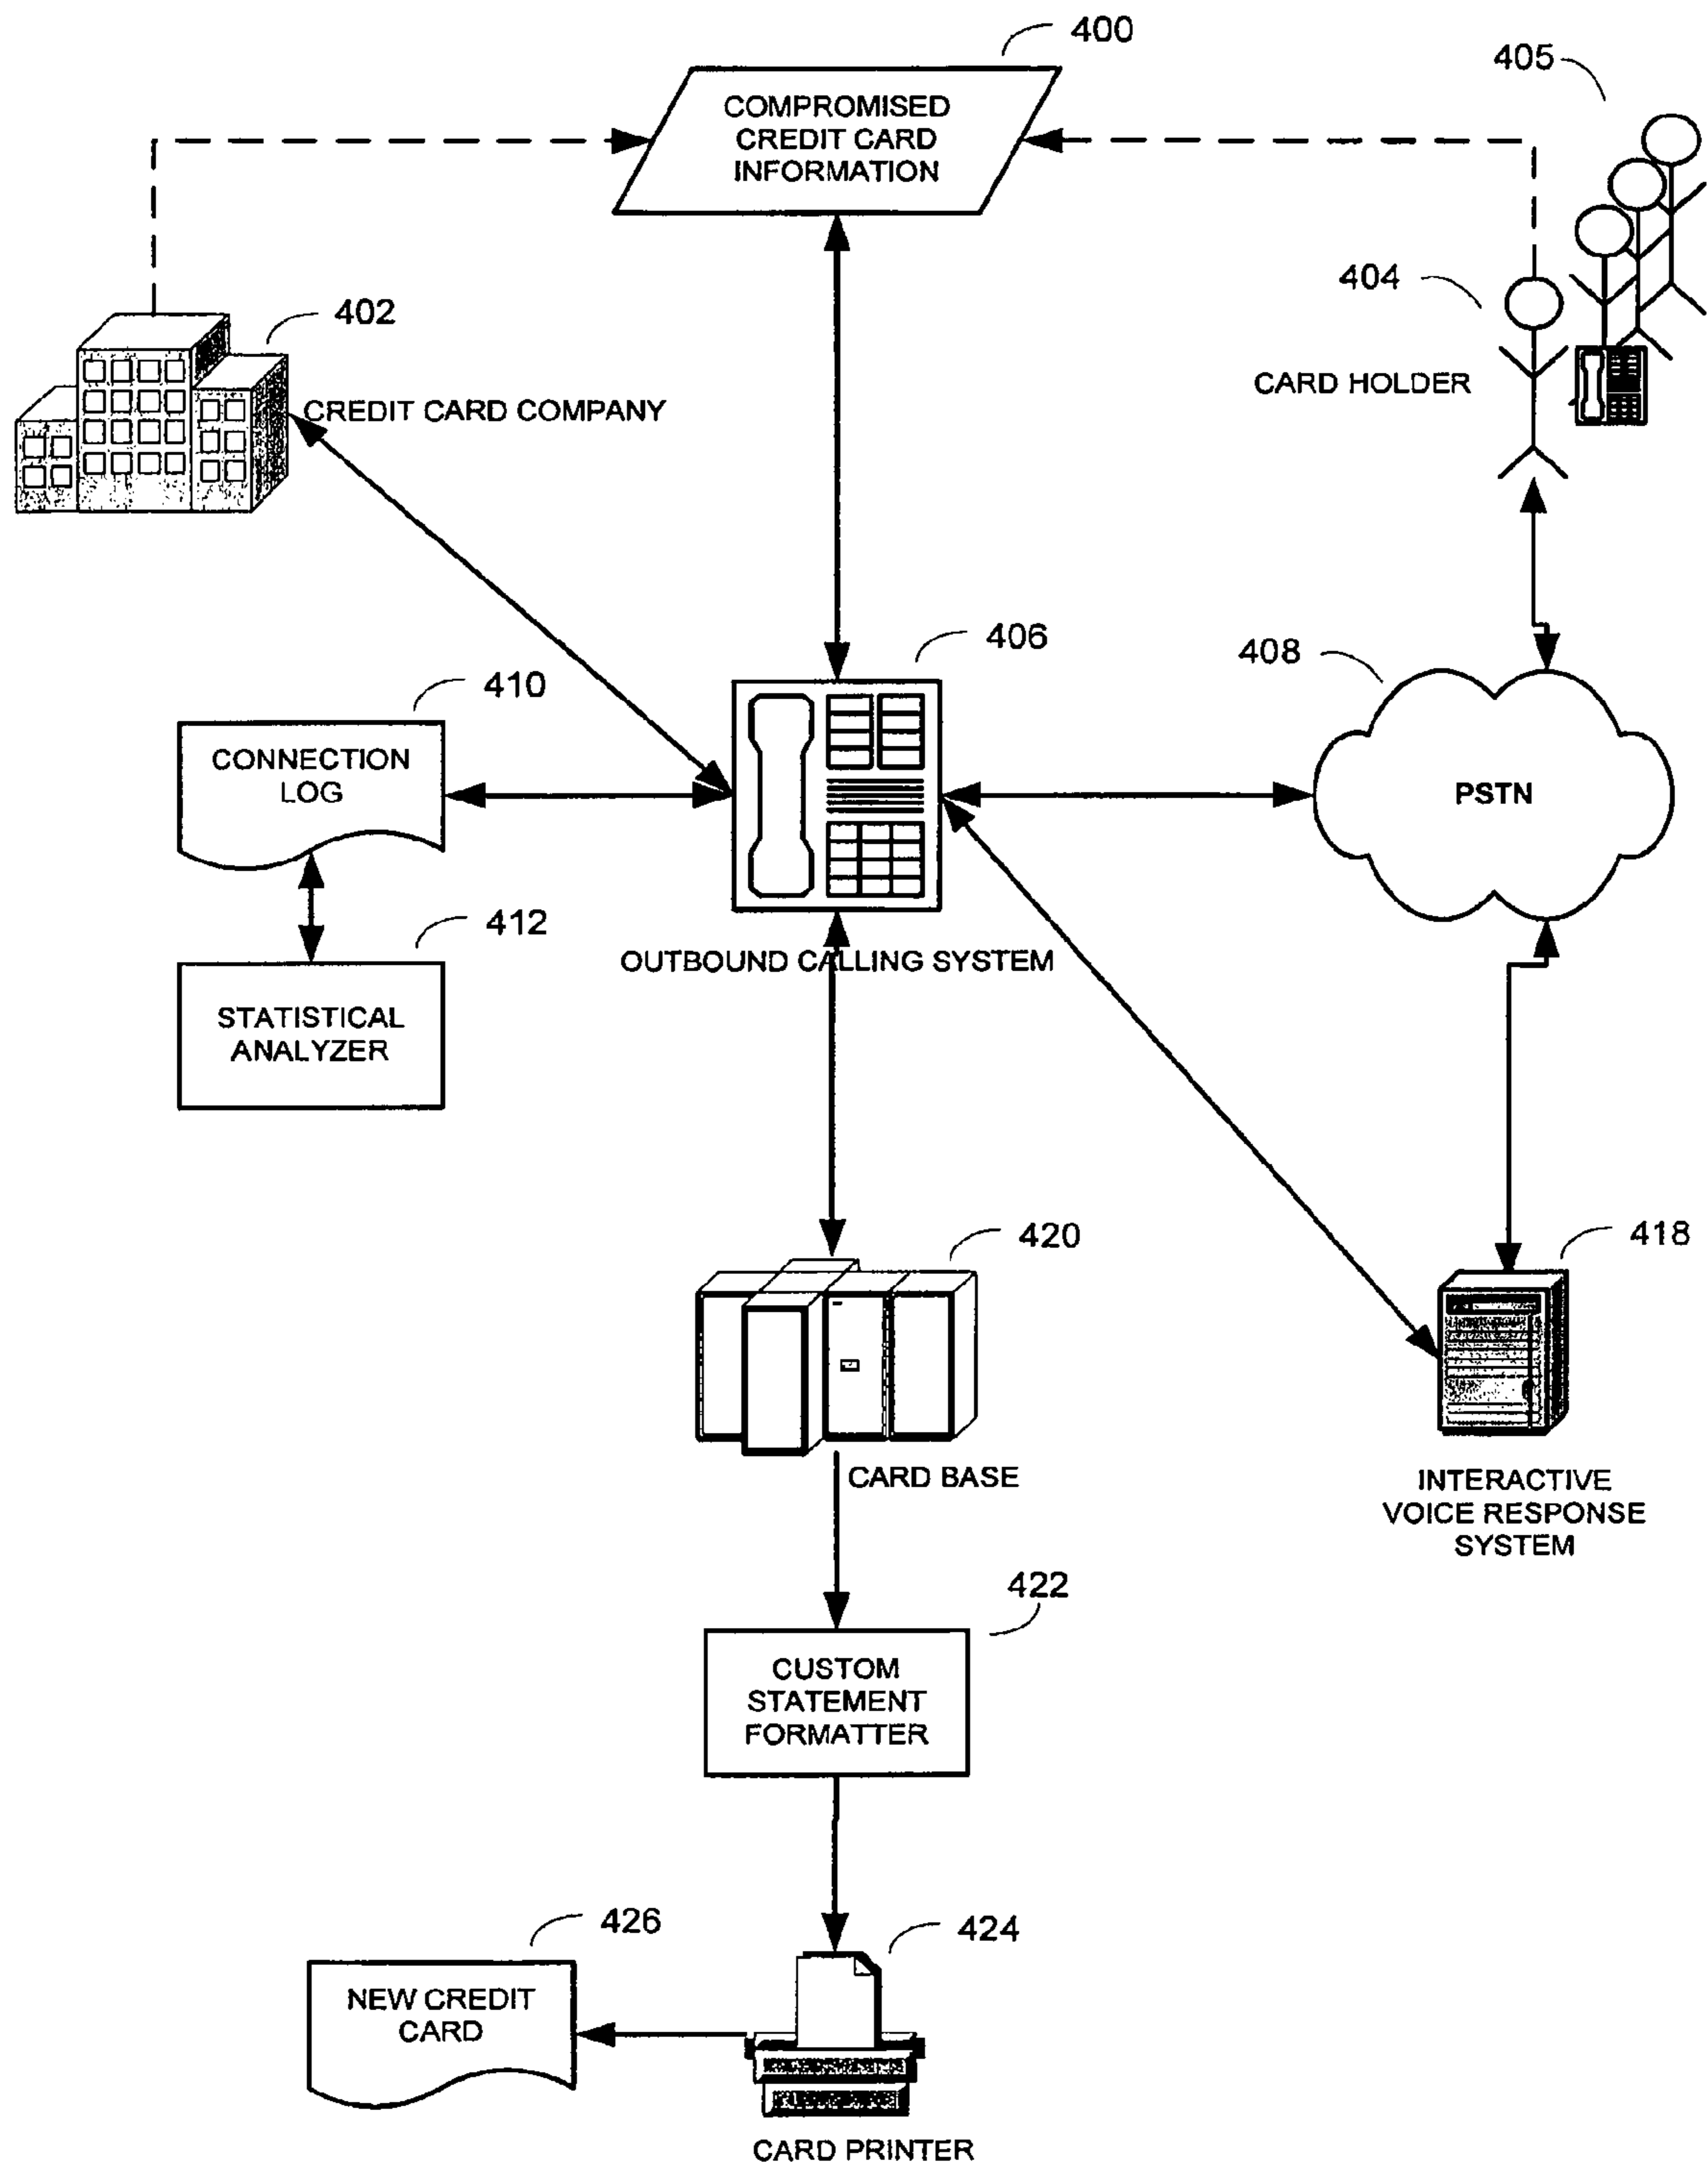 400
405
COMPROMISED
CREDIT CARD
INFORMATION
404
402
CARD HOLDER
CREDIT CARD COMPANY
406
408
410
CONNECTION
LOG
PSTN
412
OUTBOUND CALLING SYSTEM
STATISTICAL
ANALYZER
420
418
CARD BASE
INTERACTIVE
VOICE RESPONSE
SYSTEM
422
CUSTOM
STATEMENT
FORMATTER
426
424
NEW CREDIT
CARD
CARD PRINTER